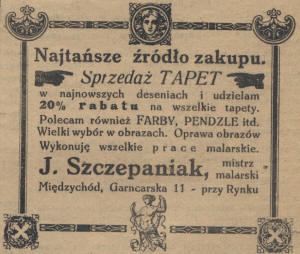 Najtańsze źródło zakupu.
Sprzedaż TAPET
w najnowszych deseniach i udzielam
20% rabatu na wszelkie tapety.
Polecam również FARBY, PENDZLE itd.
Wielki wybór w obrazach. Oprawa obrazów
Wykonuję wszelkie prace malarskie.
J. Szczepaniak, mistrz malarski
Międzychód, Garncarska 11 - przy Rynku